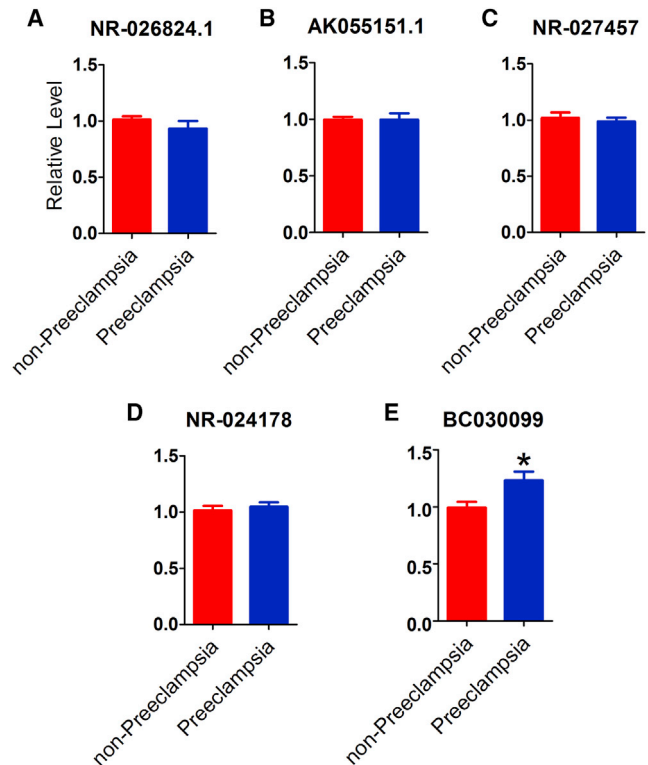 A NR-026824.1
Relative Level
1.5
1.0
0.5
0.0
non-Preeclampsia
Preeclampsia
B AK055151.1
1.5
1.0
0.5
0.0
non-Preeclampsia
Preeclampsia
C NR-027457
1.5
1.0
0.5
0.0
non-Preeclampsia
Preeclampsia
D NR-024178
1.5
1.0
0.5
0.0
non-Preeclampsia
Preeclampsia
E BC030099
*
1.5
1.0
0.5
0.0
non-Preeclampsia
Preeclampsia